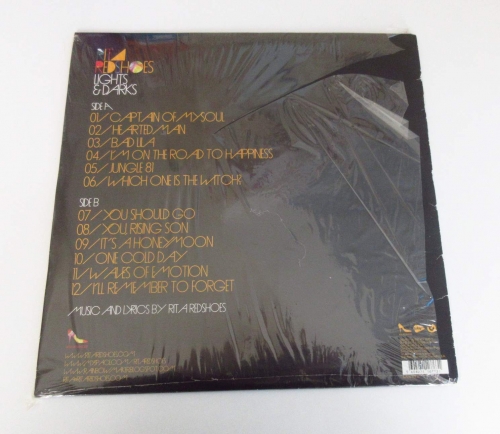 RITA
REDSHOES
LIGHTS
& DARKS
SIDE A
01/ CAPTAIN OF MY SOUL
02/ HEARTED MAN
03/ BAD LILA
04/ I'M ON THE ROAD TO HAPPINESS
05/ JUNGLE 81
06/ WHICH ONE IS THE WITCH?
SIDE B
07/ YOU SHOULD GO
08/ YOU, RISING SON
09/ IT'S A HONEYMOON
10/ ONE COLD DAY
11/ WAVES OF EMOTION
12/ I'LL REMEMBER TO FORGET
MUSIC AND LYRICS BY RITA REDSHOES